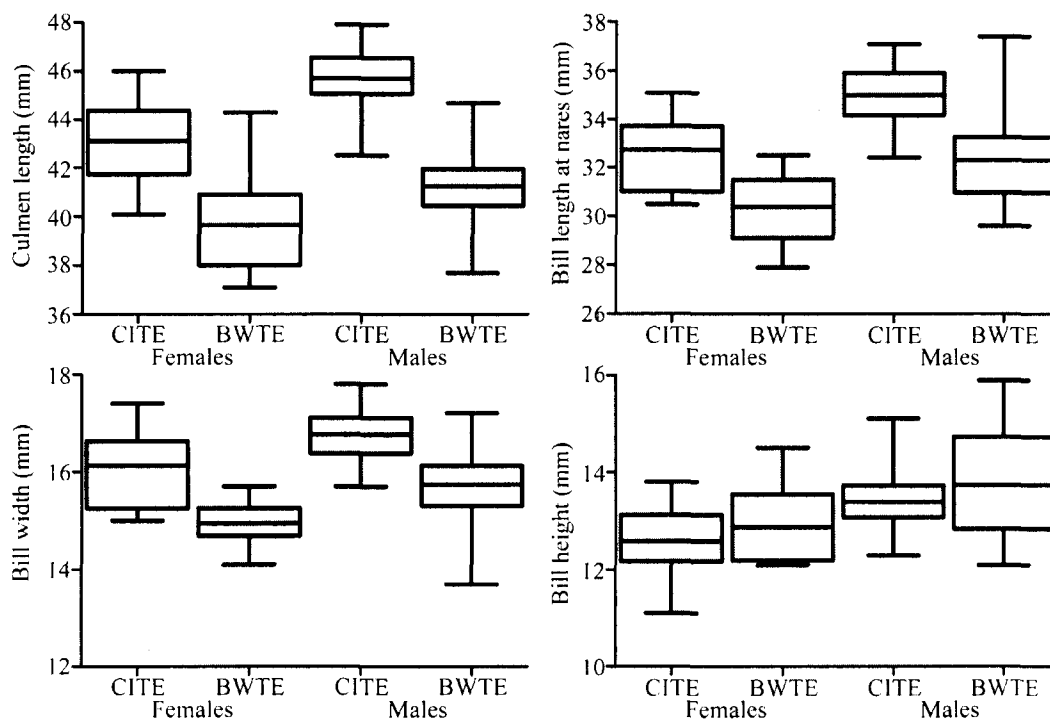 Culmen length (mm)
48
46
44
42
40
38
36
CITE BWTE CITE BWTE
Females Males
Bill length at nares (mm)
38
36
34
32
30
28
26
CITE BWTE CITE BWTE
Females Males
Bill width (mm)
18
16
14
12
CITE BWTE CITE BWTE
Females Males
Bill height (mm)
16
14
12
10
CITE BWTE CITE BWTE
Females Males